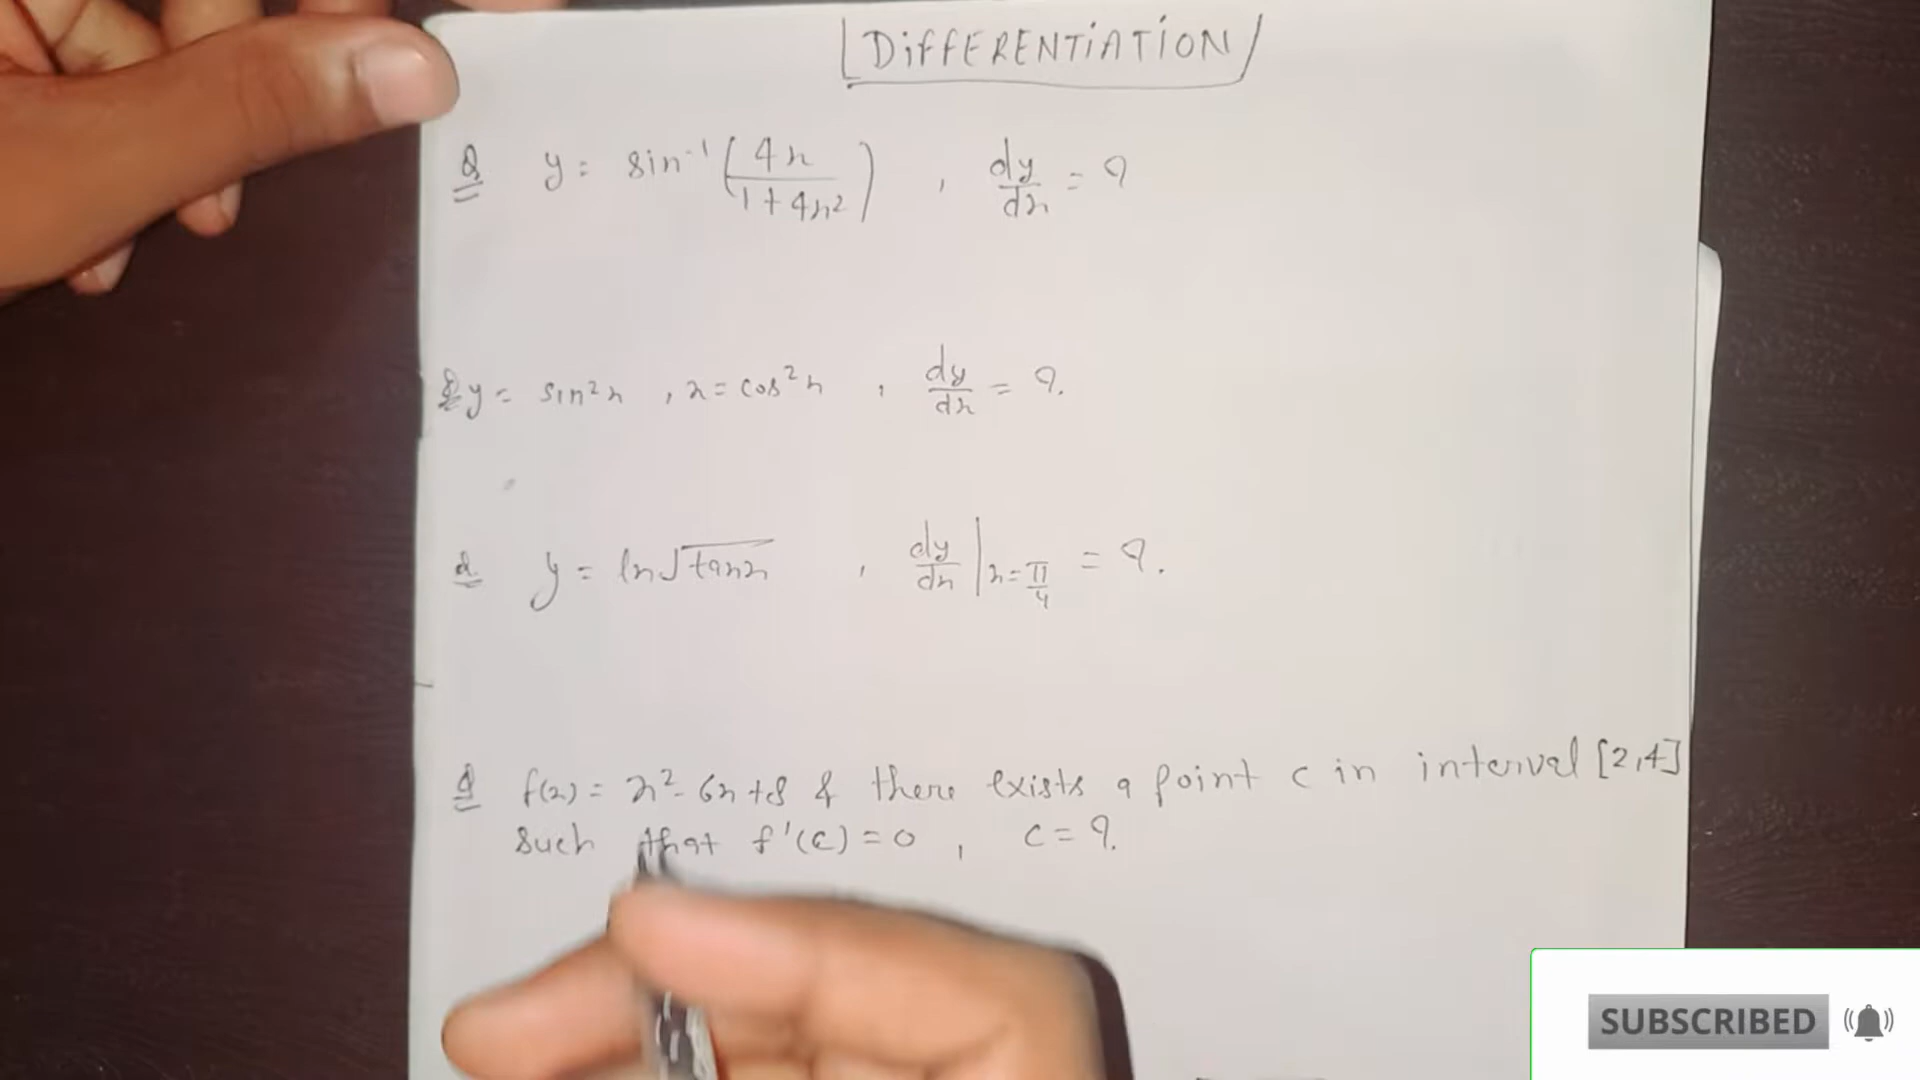 DiFFERENTiATiON
Q y = sin⁻¹(4x/(1+4x²)) , dy/dx = ?
Q y = sin²x , x = cos²x , dy/dx = ?.
Q. y = ln√tanx , dy/dx |x=π/4 = ?.
Q f(x) = x² - 6x + 8 & there exists a point c in interval [2,4]
such that f'(c) = 0 , c = ?.
SUBSCRIBED